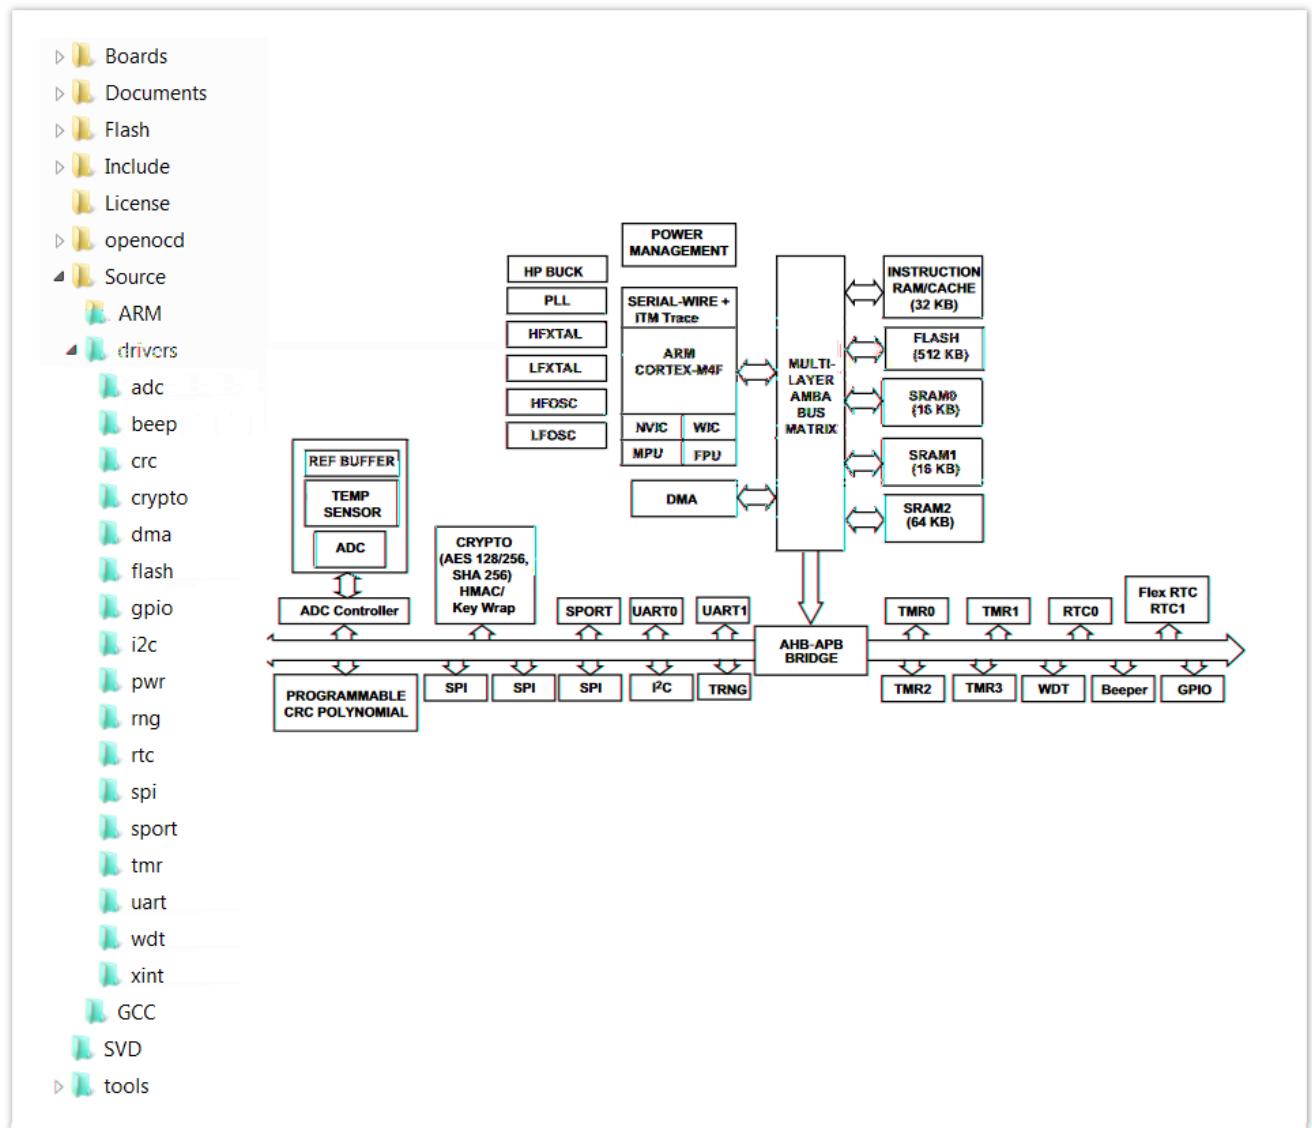 Boards
Documents
Flash
Include
License
openocd
Source
ARM
drivers
adc
beep
crc
crypto
dma
flash
gpio
i2c
pwr
rng
rtc
spi
sport
tmr
uart
wdt
xint
GCC
SVD
tools
POWER
MANAGEMENT
HP BUCK
PLL
HFXTAL
LFXTAL
HFOSC
LFOSC
SERIAL-WIRE +
ITM Trace
ARM
CORTEX-M4F
NVIC
WIC
MPU
FPU
DMA
MULTI-
LAYER
AMBA
BUS
MATRIX
INSTRUCTION
RAM/CACHE
(32 KB)
FLASH
(512 KB)
SRAM0
(16 KB)
SRAM1
(16 KB)
SRAM2
(64 KB)
REF BUFFER
TEMP
SENSOR
ADC
ADC Controller
CRYPTO
(AES 128/256,
SHA 256)
HMAC/
Key Wrap
SPORT
UART0
UART1
AHB-APB
BRIDGE
TMR0
TMR1
RTC0
Flex RTC
RTC1
PROGRAMMABLE
CRC POLYNOMIAL
SPI
SPI
SPI
I²C
TRNG
TMR2
TMR3
WDT
Beeper
GPIO